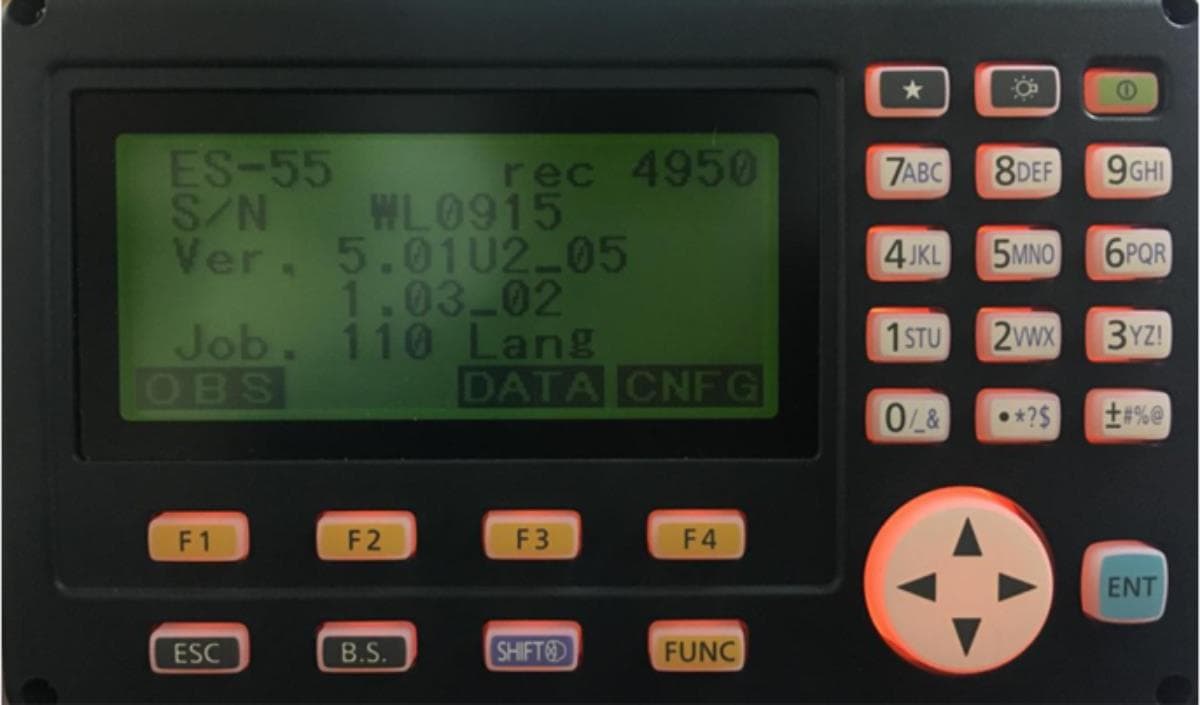 ES-55 rec 4950
S/N WL0915
Ver. 5.01U2_05
1.03_02
Job. 110 Lang
OBS DATA CNFG
7ABC 8DEF 9GHI
4JKL 5MNO 6PQR
1STU 2VWX 3YZ!
0/_& •*?$ ±#%@
F1 F2 F3 F4
ENT
ESC B.S. SHIFT FUNC